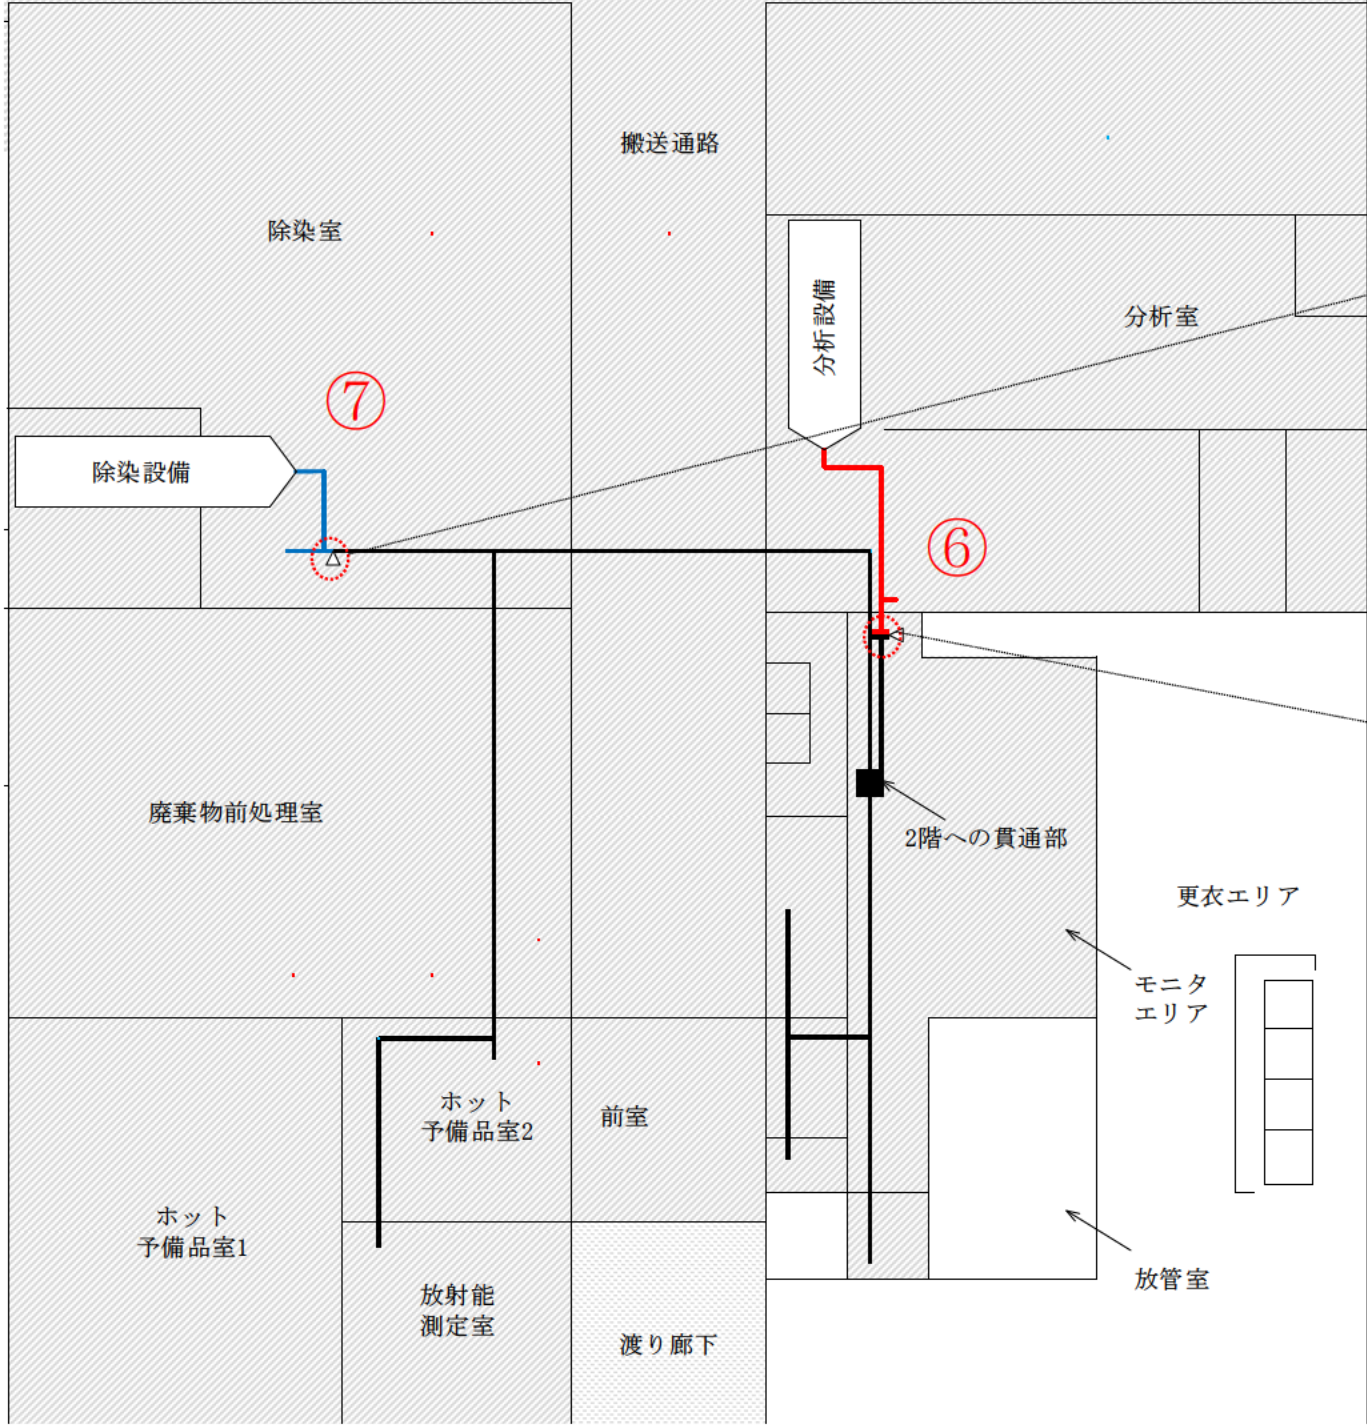 搬送通路
除染室
分析設備
分析室
⑦
除染設備
⑥
廃棄物前処理室
2階への貫通部
更衣エリア
モニタ
エリア
ホット
予備品室2
前室
ホット
予備品室1
放管室
放射能
測定室
渡り廊下